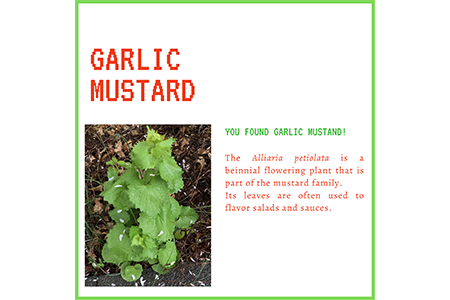 GARLIC
MUSTARD
YOU FOUND GARLIC MUSTAND!
The Alliaria petiolata is a
beinnial flowering plant that is
part of the mustard family.
Its leaves are often used to
flavor salads and sauces.